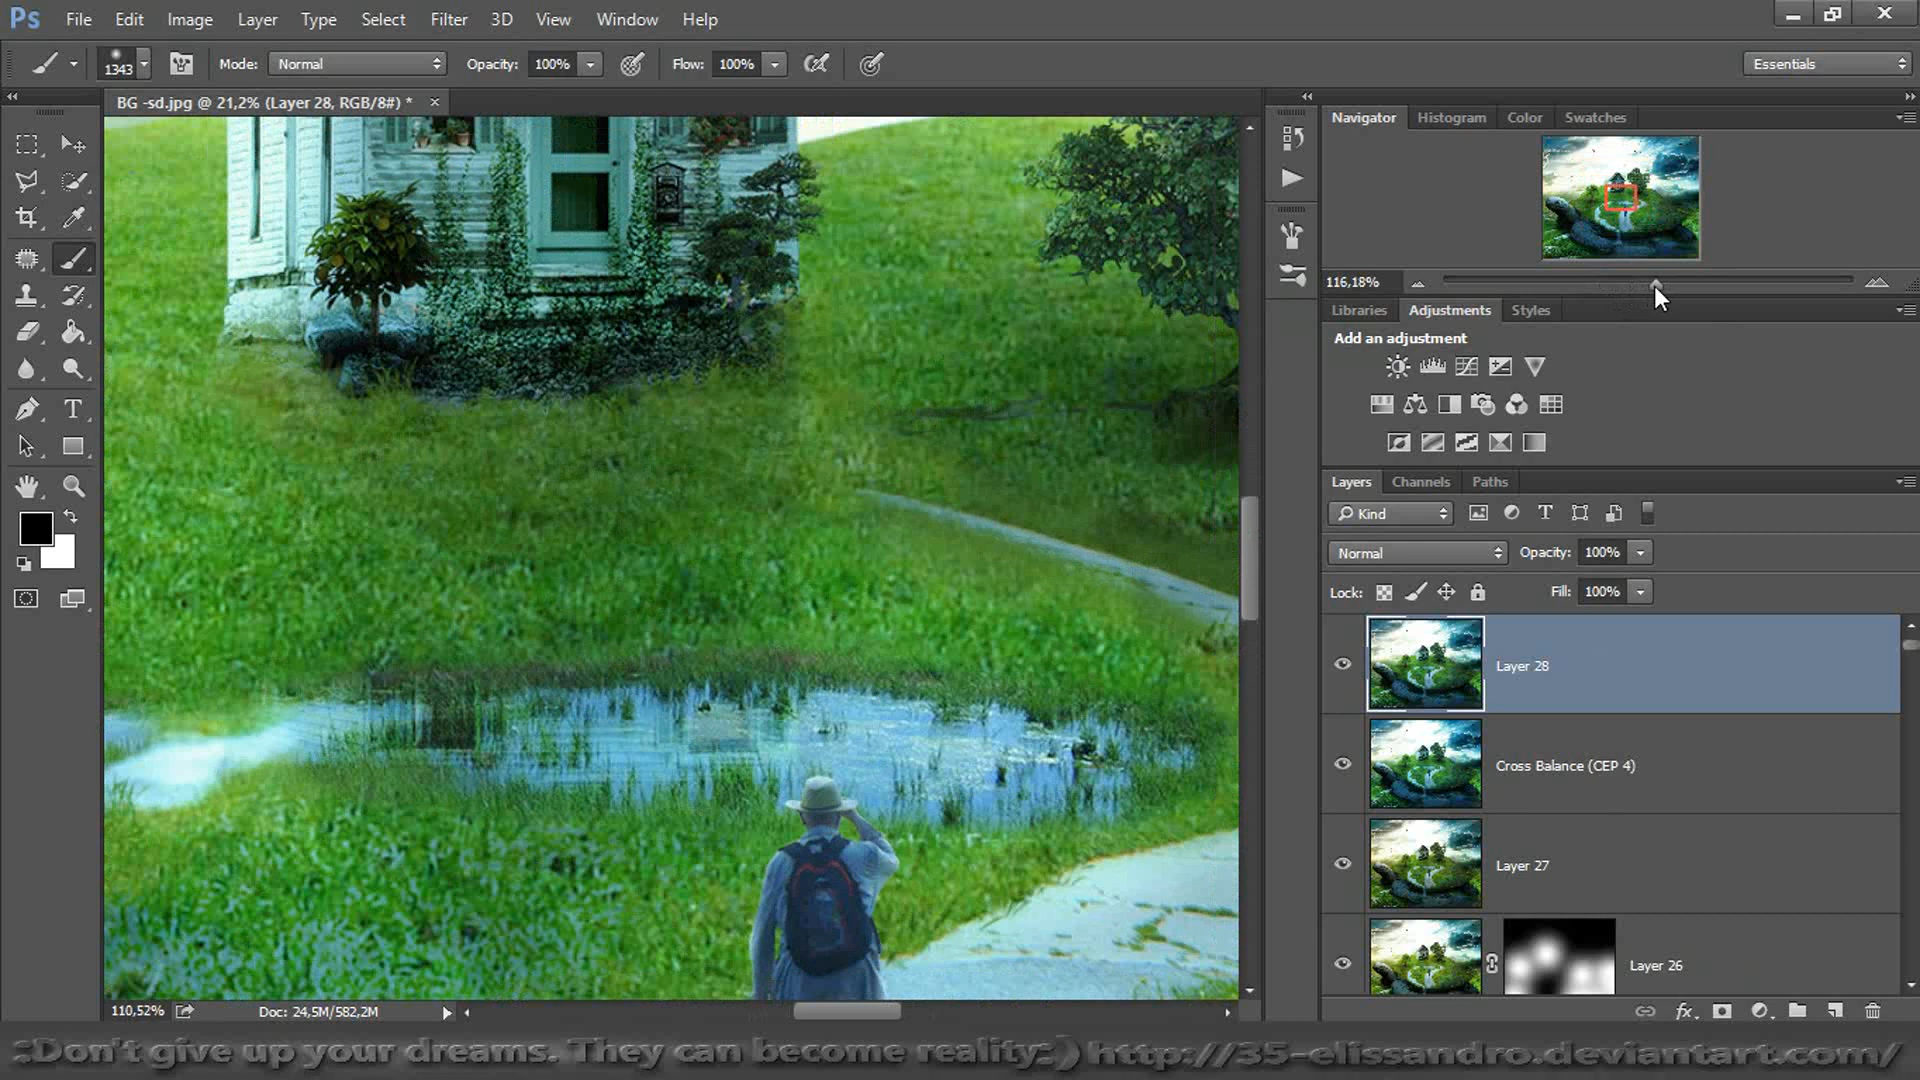 Ps File Edit Image Layer Type Select Filter 3D View Window Help
1343 Mode: Normal Opacity: 100% Flow: 100% Essentials
BG -sd.jpg @ 21,2% (Layer 28, RGB/8#) *
Navigator Histogram Color Swatches
116,18%
Libraries Adjustments Styles
Add an adjustment
Layers Channels Paths
Kind
Normal Opacity: 100%
Lock: Fill: 100%
Layer 28
Cross Balance (CEP 4)
Layer 27
Layer 26
110,52% Doc: 24,5M/582,2M
:Don't give up your dreams. They can become reality:) http://35-elissandro.deviantart.com/